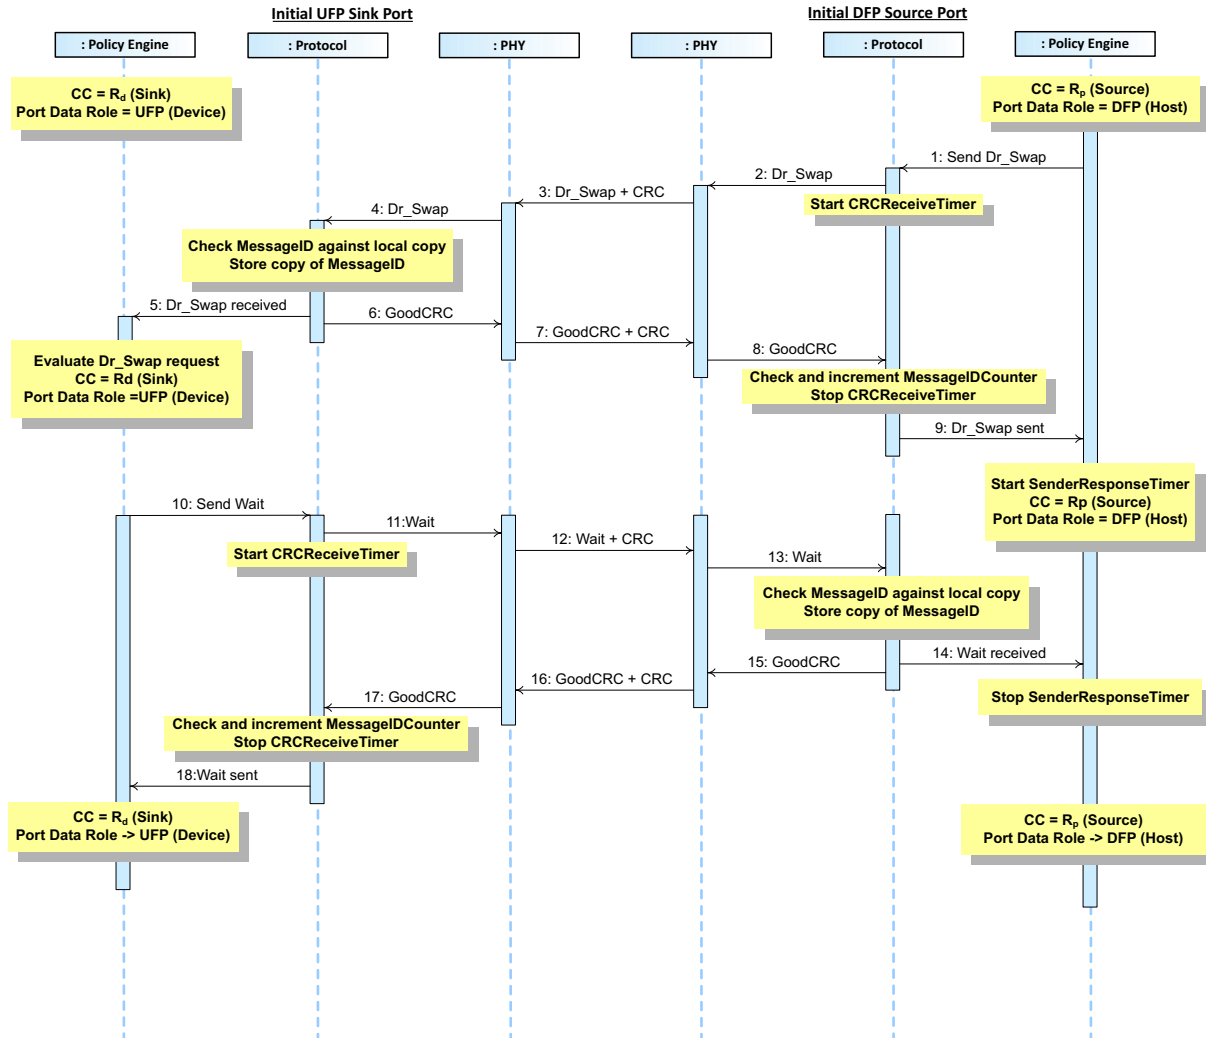 Initial UFP Sink Port
Initial DFP Source Port
: Policy Engine
: Protocol
: PHY
: PHY
: Protocol
: Policy Engine
CC = Rd (Sink)
Port Data Role = UFP (Device)
CC = Rp (Source)
Port Data Role = DFP (Host)
1: Send Dr_Swap
2: Dr_Swap
3: Dr_Swap + CRC
4: Dr_Swap
Start CRCReceiveTimer
Check MessageID against local copy
Store copy of MessageID
5: Dr_Swap received
6: GoodCRC
7: GoodCRC + CRC
8: GoodCRC
Evaluate Dr_Swap request
CC = Rd (Sink)
Port Data Role =UFP (Device)
Check and increment MessageIDCounter
Stop CRCReceiveTimer
9: Dr_Swap sent
Start SenderResponseTimer
CC = Rp (Source)
Port Data Role = DFP (Host)
10: Send Wait
11:Wait
12: Wait + CRC
13: Wait
Start CRCReceiveTimer
Check MessageID against local copy
Store copy of MessageID
14: Wait received
15: GoodCRC
16: GoodCRC + CRC
17: GoodCRC
Stop SenderResponseTimer
Check and increment MessageIDCounter
Stop CRCReceiveTimer
18:Wait sent
CC = Rd (Sink)
Port Data Role -> UFP (Device)
CC = Rp (Source)
Port Data Role -> DFP (Host)